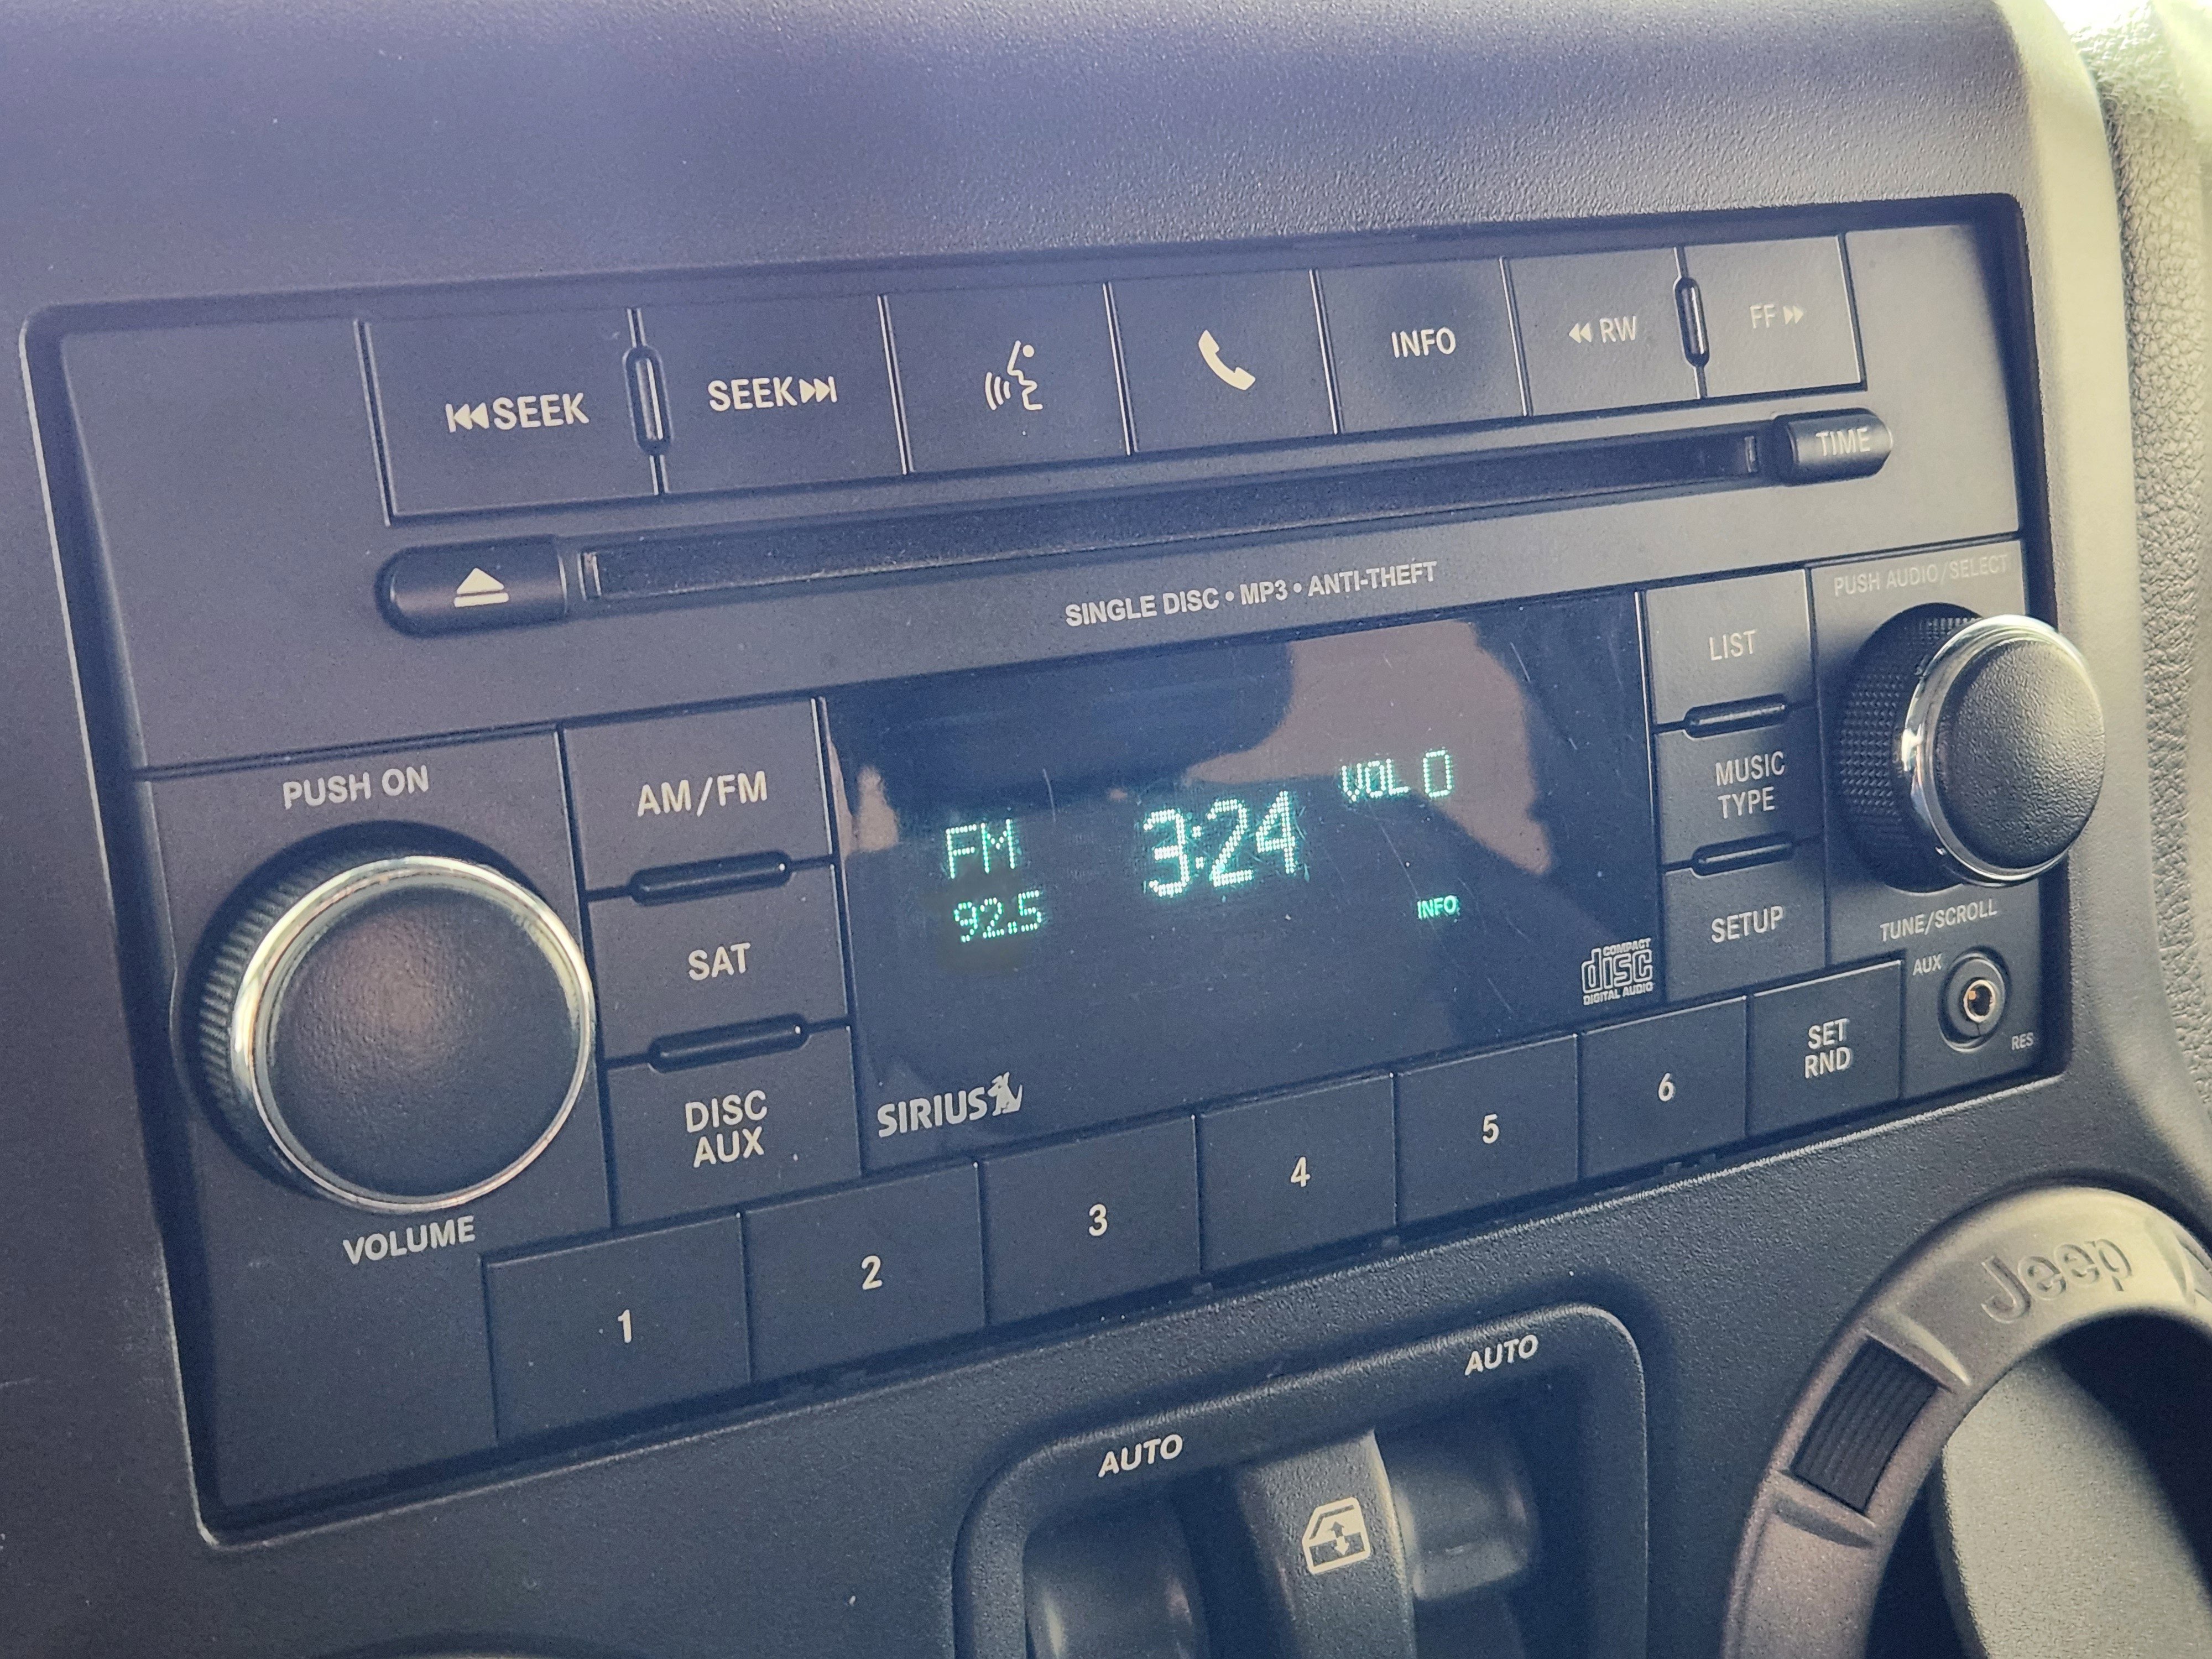 SEEK
SEEK
INFO
RW
FF
TIME
SINGLE DISC • MP3 • ANTI-THEFT
PUSH AUDIO/SELECT
LIST
PUSH ON
AM/FM
MUSIC
TYPE
VOL 0
FM
3:24
92.5
INFO
SAT
SETUP
TUNE/SCROLL
COMPACT
disc
DIGITAL AUDIO
AUX
RES
DISC
AUX
SIRIUS
SET
RND
VOLUME
1
2
3
4
5
6
Jeep
AUTO
AUTO